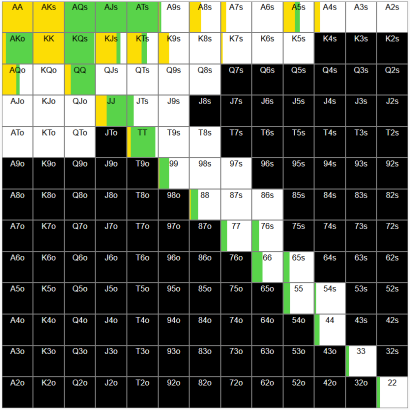 AA AKs AQs AJs ATs A9s A8s A7s A6s A5s A4s A3s A2s
AKo KK KQs KJs KTs K9s K8s K7s K6s K5s K4s K3s K2s
AQo KQo QQ QJs QTs Q9s Q8s Q7s Q6s Q5s Q4s Q3s Q2s
AJo KJo QJo JJ JTs J9s J8s J7s J6s J5s J4s J3s J2s
ATo KTo QTo JTo TT T9s T8s T7s T6s T5s T4s T3s T2s
A9o K9o Q9o J9o T9o 99 98s 97s 96s 95s 94s 93s 92s
A8o K8o Q8o J8o T8o 98o 88 87s 86s 85s 84s 83s 82s
A7o K7o Q7o J7o T7o 97o 87o 77 76s 75s 74s 73s 72s
A6o K6o Q6o J6o T6o 96o 86o 76o 66 65s 64s 63s 62s
A5o K5o Q5o J5o T5o 95o 85o 75o 65o 55 54s 53s 52s
A4o K4o Q4o J4o T4o 94o 84o 74o 64o 54o 44 43s 42s
A3o K3o Q3o J3o T3o 93o 83o 73o 63o 53o 43o 33 32s
A2o K2o Q2o J2o T2o 92o 82o 72o 62o 52o 42o 32o 22